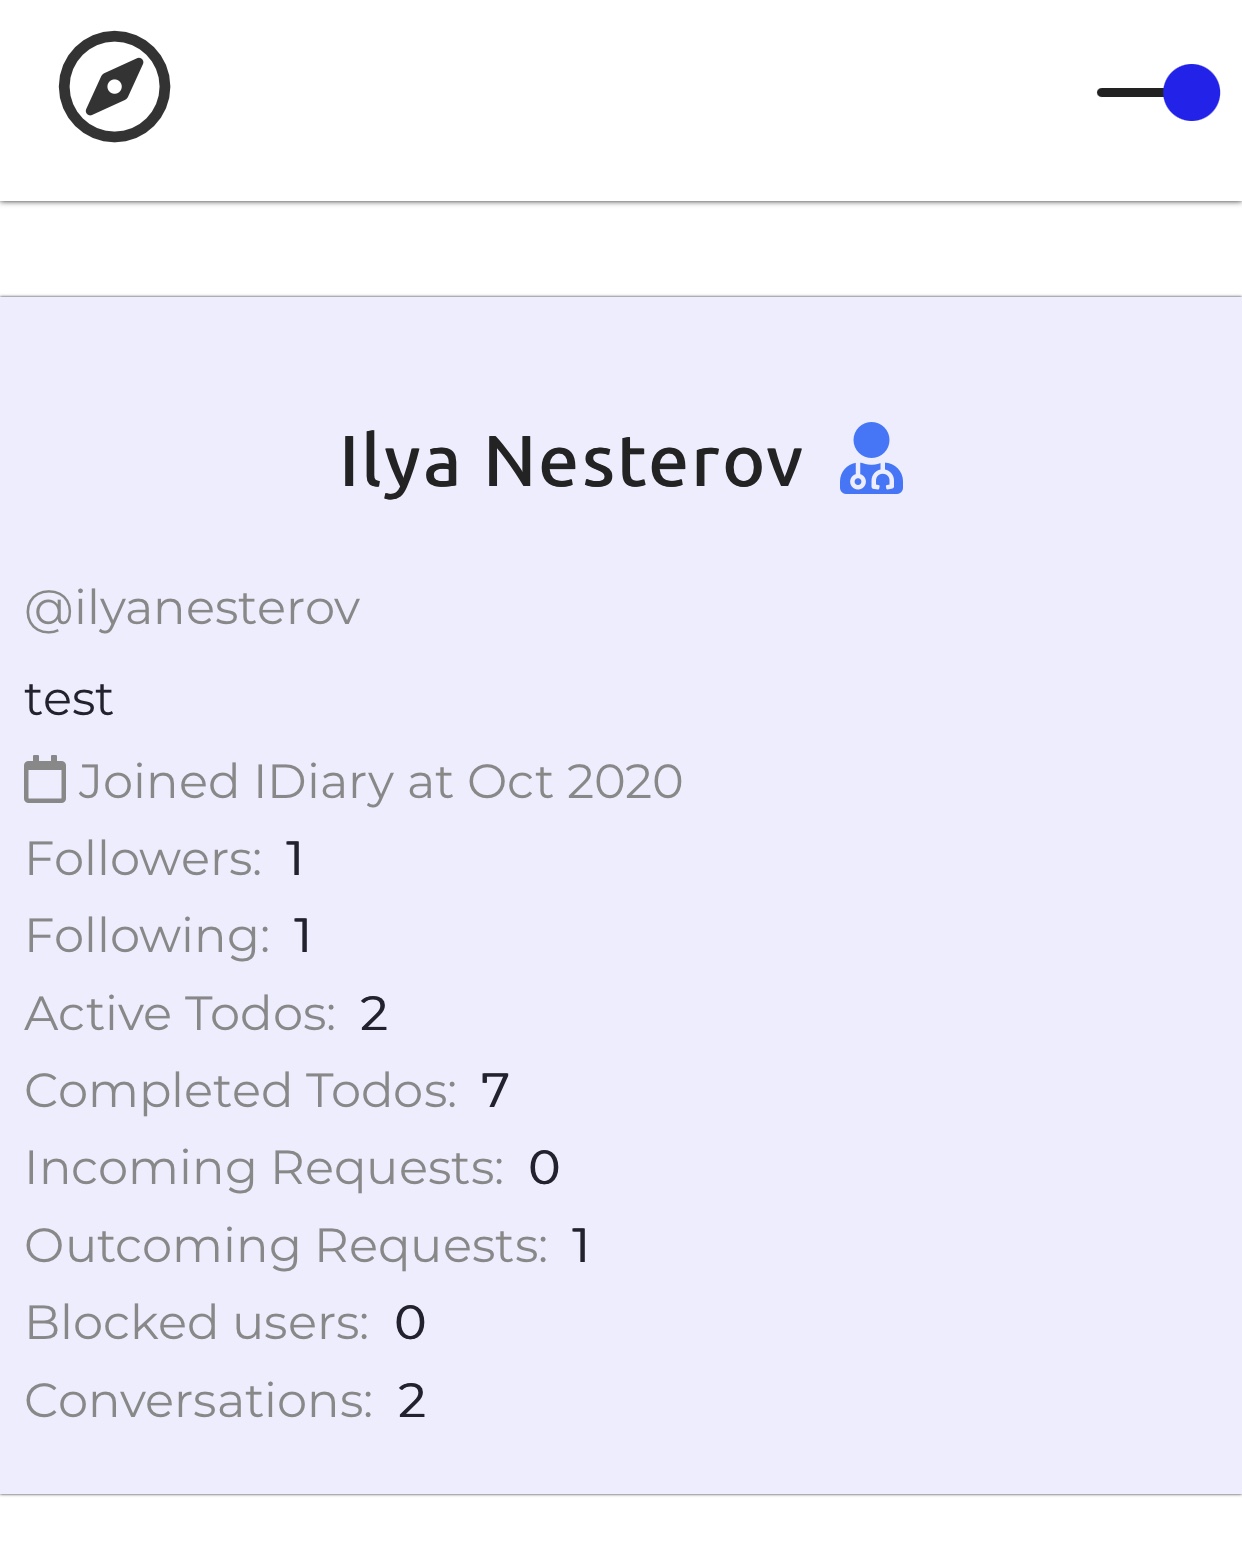 Ilya Nesterov
@ilyanesterov
test
Joined IDiary at Oct 2020
Followers: 1
Following: 1
Active Todos: 2
Completed Todos: 7
Incoming Requests: 0
Outcoming Requests: 1
Blocked users: 0
Conversations: 2